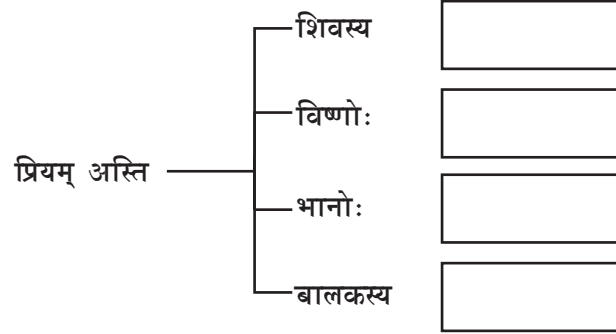 शिवस्य
विष्णोः
प्रियम् अस्ति
भानोः
बालकस्य